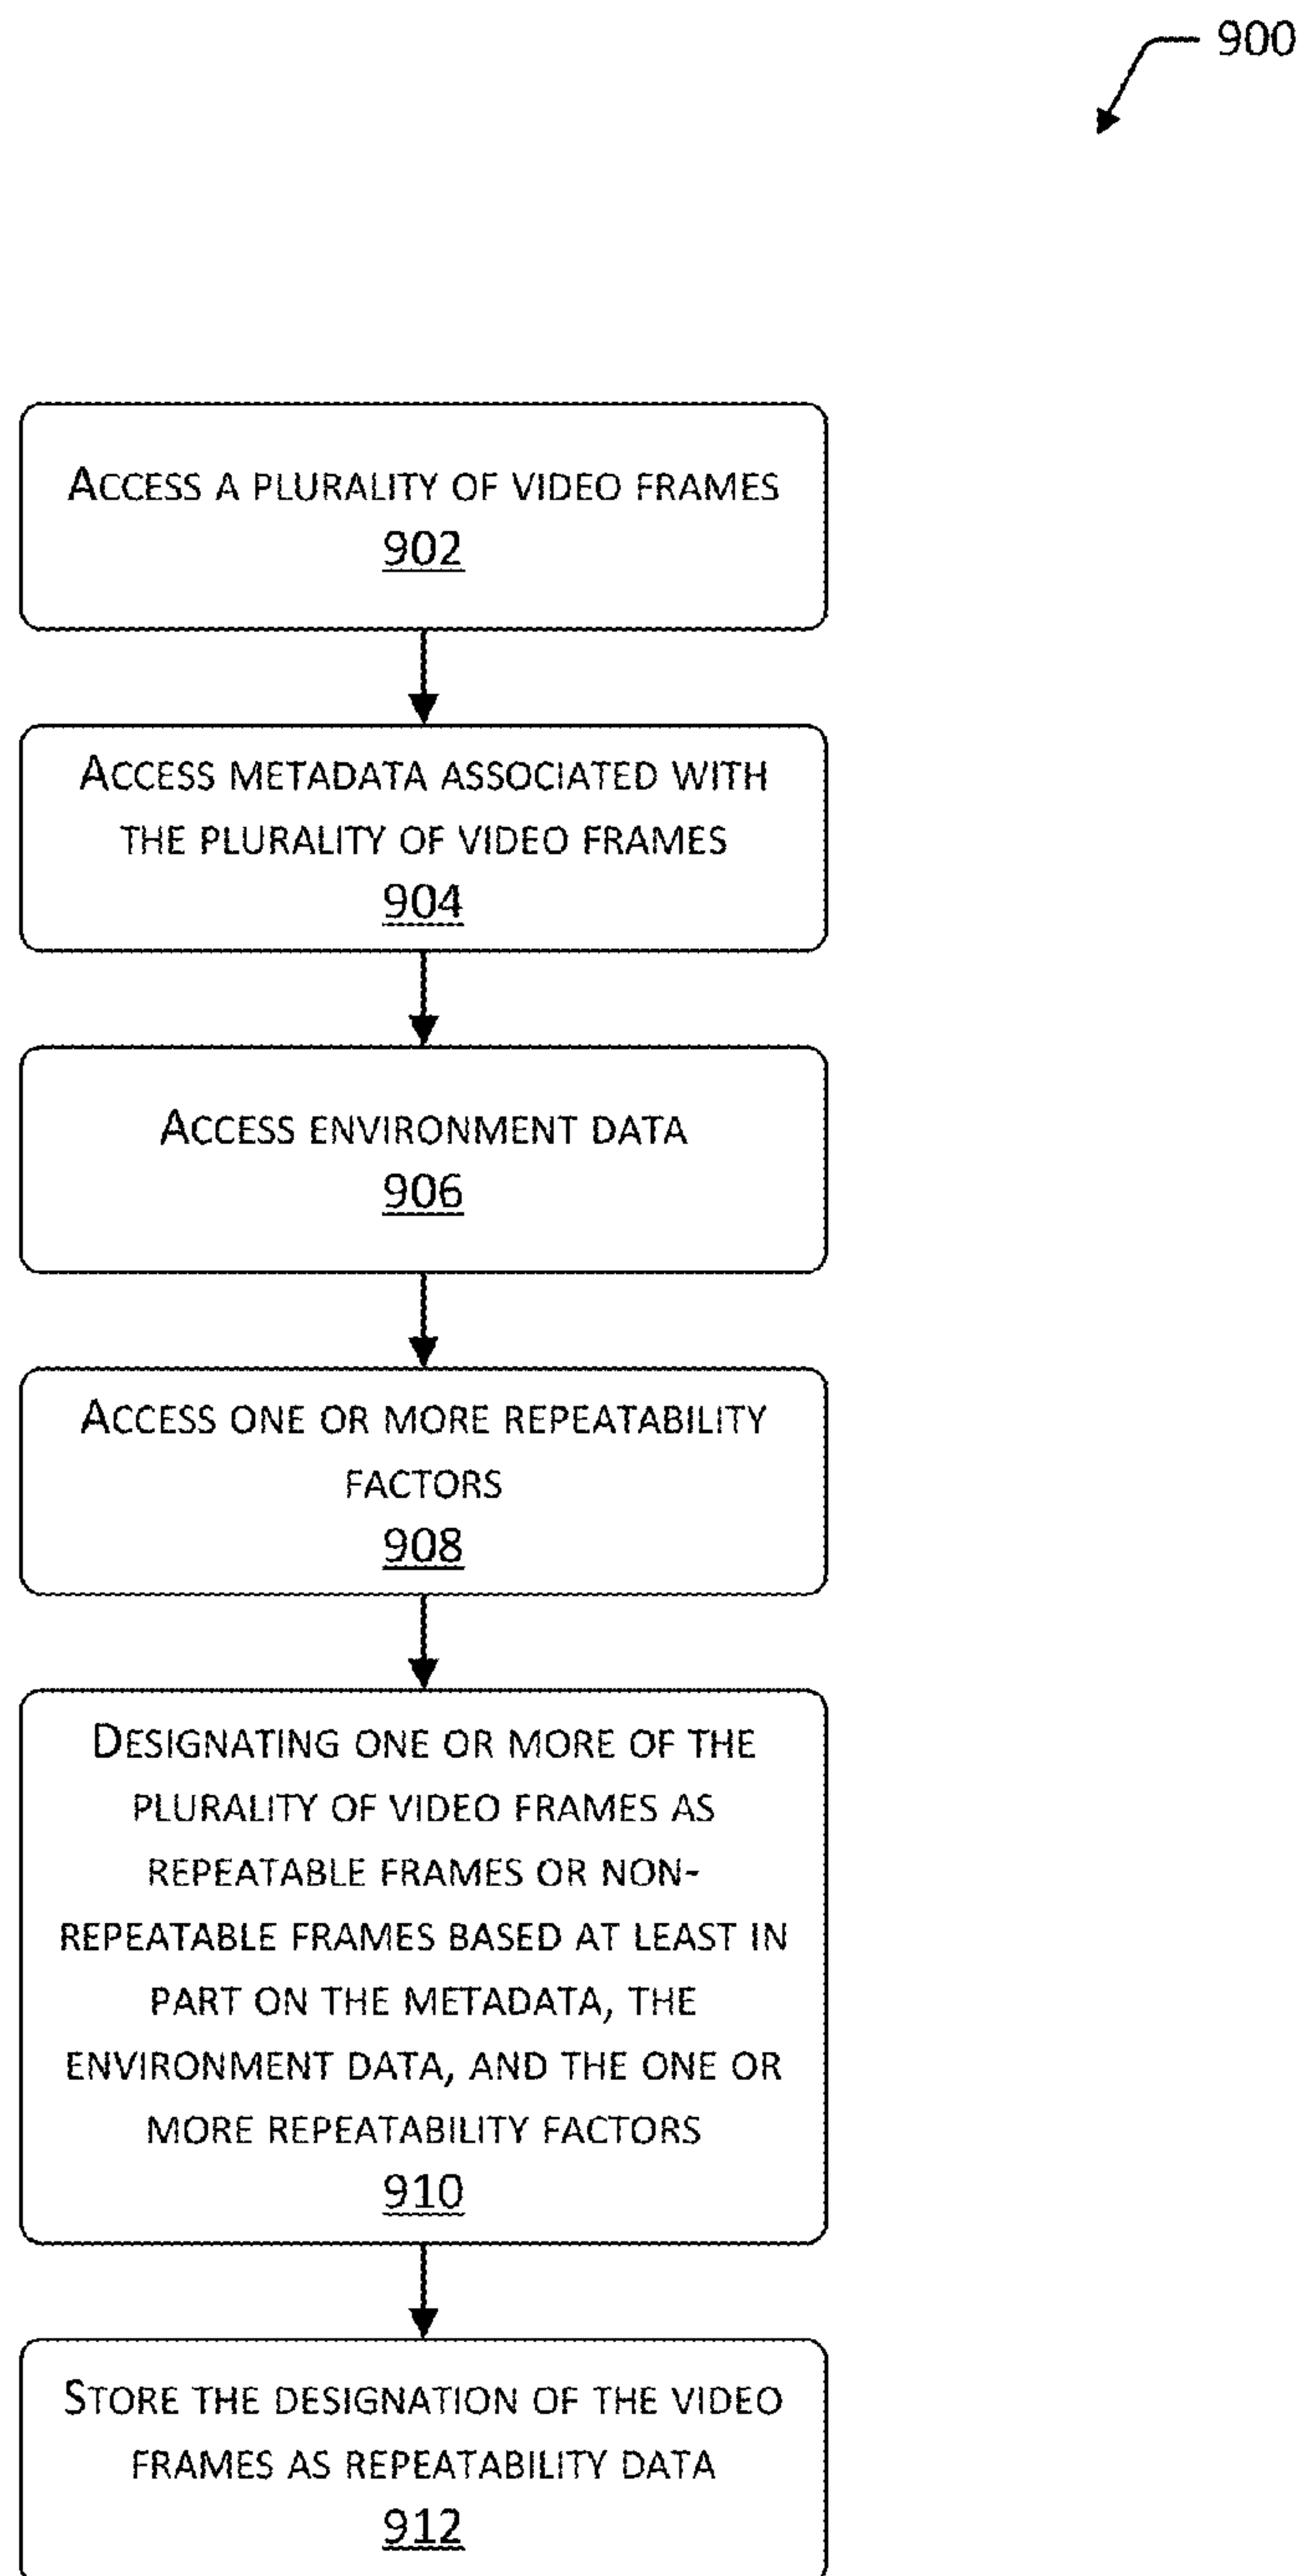 900
ACCESS A PLURALITY OF VIDEO FRAMES
902
ACCESS METADATA ASSOCIATED WITH
THE PLURALITY OF VIDEO FRAMES
904
ACCESS ENVIRONMENT DATA
906
ACCESS ONE OR MORE REPEATABILITY
FACTORS
908
DESIGNATING ONE OR MORE OF THE
PLURALITY OF VIDEO FRAMES AS
REPEATABLE FRAMES OR NON-
REPEATABLE FRAMES BASED AT LEAST IN
PART ON THE METADATA, THE
ENVIRONMENT DATA, AND THE ONE OR
MORE REPEATABILITY FACTORS
910
STORE THE DESIGNATION OF THE VIDEO
FRAMES AS REPEATABILITY DATA
912